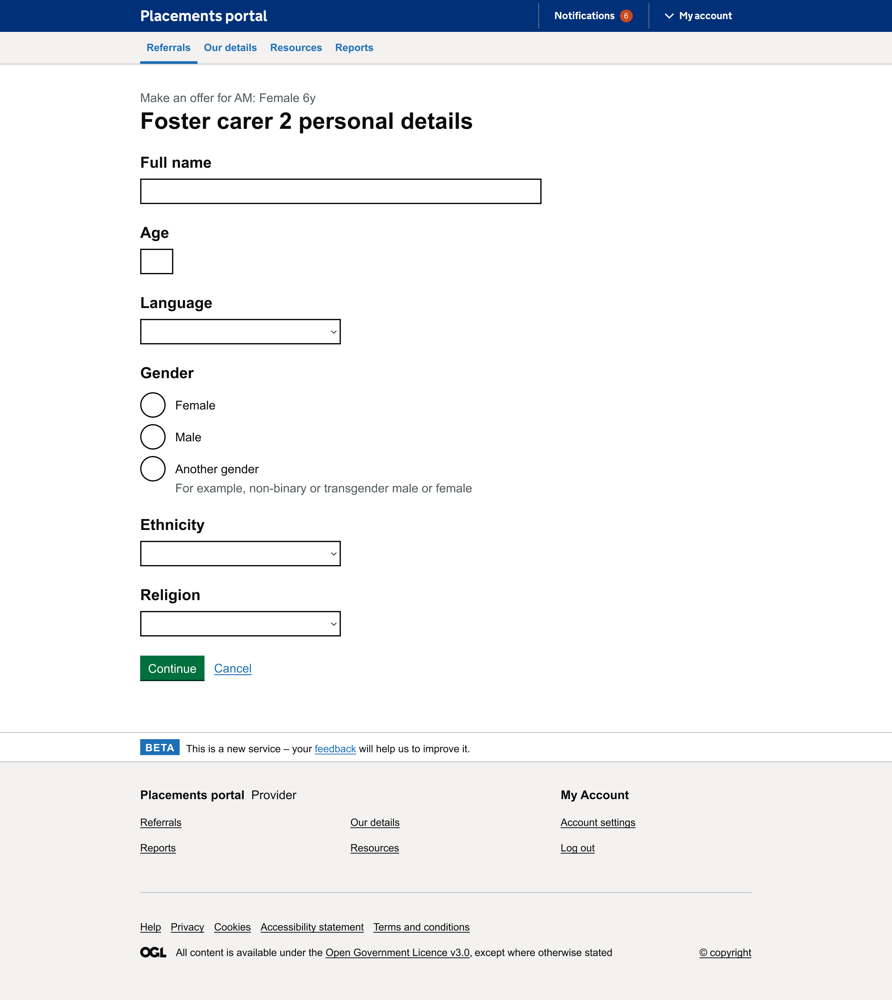 Placements portal
Notifications 6
My account
Referrals Our details Resources Reports
Make an offer for AM: Female 6y
Foster carer 2 personal details
Full name
Age
Language
Gender
Female
Male
Another gender
For example, non-binary or transgender male or female
Ethnicity
Religion
Continue Cancel
BETA This is a new service – your feedback will help us to improve it.
Placements portal Provider My Account
Referrals Our details Account settings
Reports Resources Log out
Help Privacy Cookies Accessibility statement Terms and conditions
OGL All content is available under the Open Government Licence v3.0, except where otherwise stated © copyright